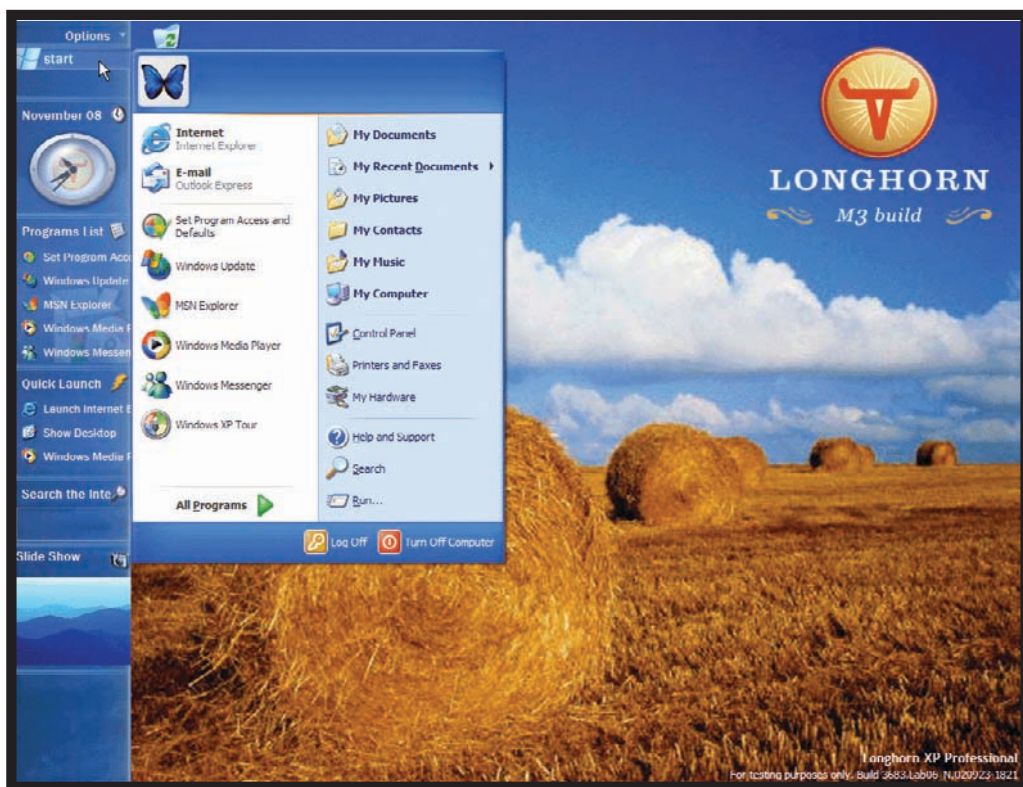 Options
start
November 08
Programs List
Set Program Acc
Windows Update
MSN Explorer
Windows Media P
Windows Messen
Quick Launch
Launch Internet E
Show Desktop
Windows Media P
Search the Inte
Slide Show
Internet
Internet Explorer
E-mail
Outlook Express
Set Program Access and
Defaults
Windows Update
MSN Explorer
Windows Media Player
Windows Messenger
Windows XP Tour
All Programs
My Documents
My Recent Documents
My Pictures
My Contacts
My Music
My Computer
Control Panel
Printers and Faxes
My Hardware
Help and Support
Search
Run...
Log Off
Turn Off Computer
LONGHORN
M3 build
Longhorn XP Professional
For testing purposes only. Build 3683.Lab06_N.020923-1821